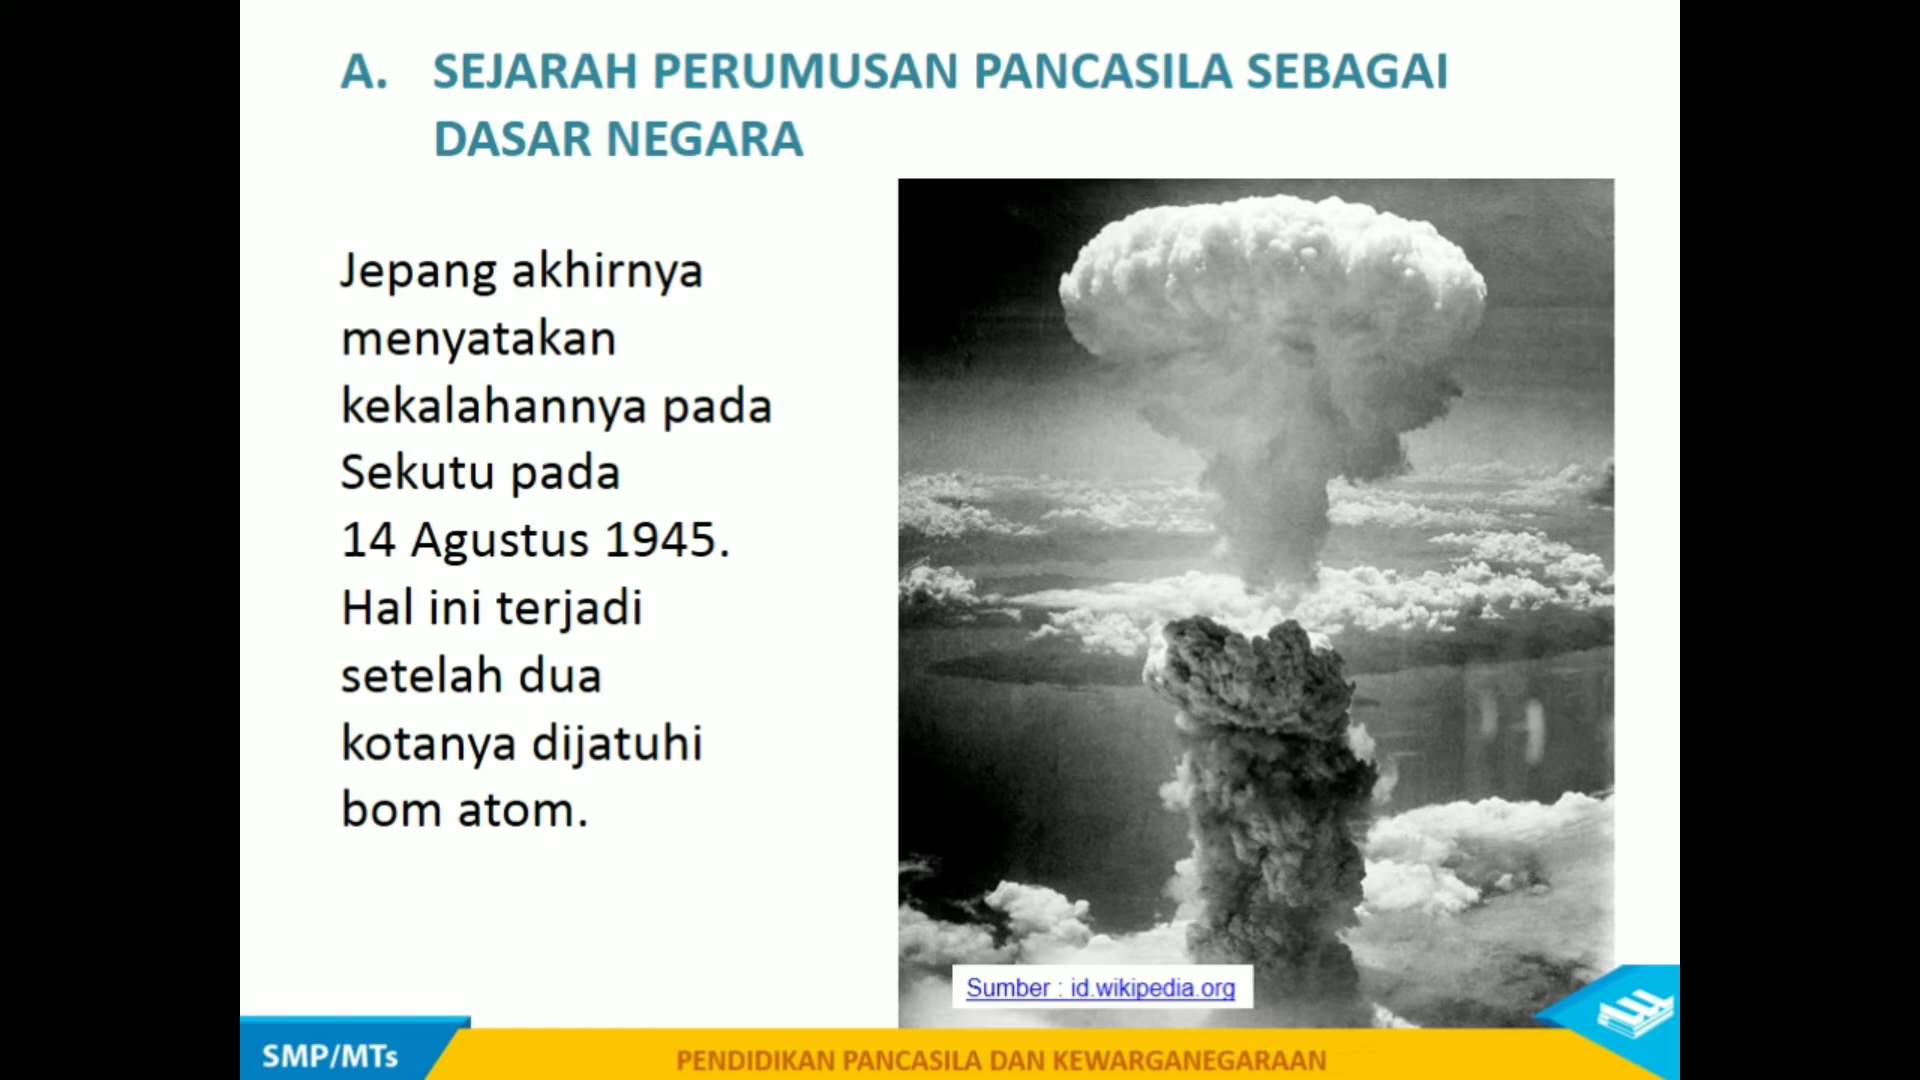 A. SEJARAH PERUMUSAN PANCASILA SEBAGAI
DASAR NEGARA
Jepang akhirnya
menyatakan
kekalahannya pada
Sekutu pada
14 Agustus 1945.
Hal ini terjadi
setelah dua
kotanya dijatuhi
bom atom.
Sumber : id.wikipedia.org
SMP/MTs
PENDIDIKAN PANCASILA DAN KEWARGANEGARAAN